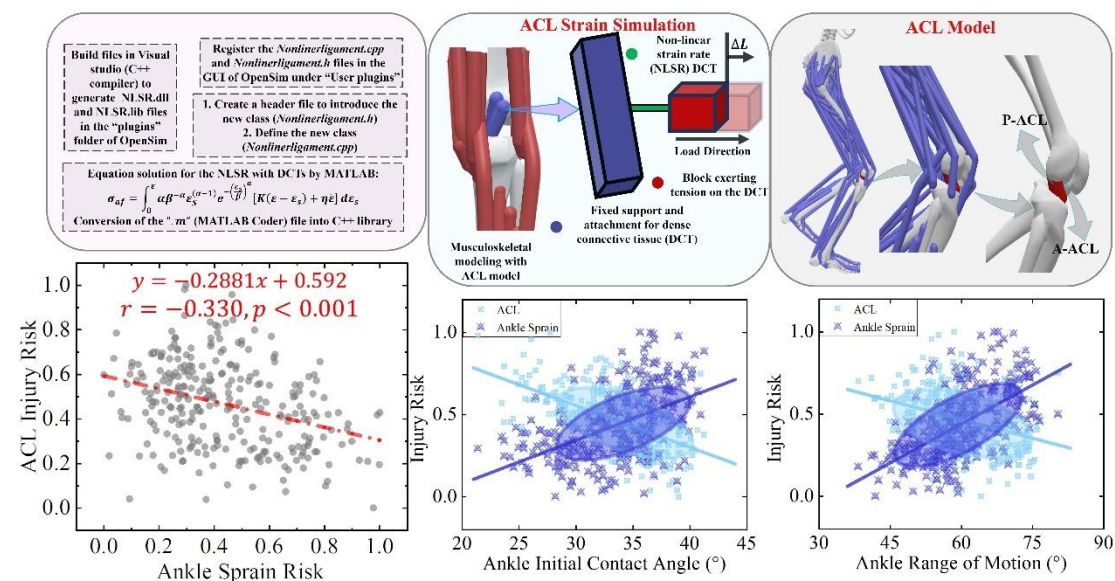 Build files in Visual
studio (C++
compiler) to
generate NLSR.dll
and NLSR.lib files
in the "plugins"
folder of OpenSim
Register the Nonlinerligament.cpp
and Nonlinerligament.h files in the
GUI of OpenSim under "User plugins"
1. Create a header file to introduce the
new class (Nonlinerligament.h)
2. Define the new class
(Nonlinerligament.cpp)
Equation solution for the NLSR with DCTs by MATLAB:
σ_af = ∫_0^ε αβ^{-α} ε_s^{(α-1)} e^{-(ε_s/β)^α} [K(ε − ε_s) + ηε̇] dε_s
Conversion of the ".m" (MATLAB Coder) file into C++ library
ACL Strain Simulation
Non-linear
strain rate
(NLSR) DCT
ΔL
Load Direction
Block exerting
tension on the DCT
Fixed support and
attachment for dense
connective tissue (DCT)
Musculoskeletal
modeling with
ACL model
ACL Model
P-ACL
A-ACL
y = −0.2881x + 0.592
r = −0.330, p < 0.001
ACL Injury Risk
1.0
0.8
0.6
0.4
0.2
0.0
0.0 0.2 0.4 0.6 0.8 1.0
Ankle Sprain Risk
ACL
Ankle Sprain
Injury Risk
1.0
0.5
0.0
20 25 30 35 40 45
Ankle Initial Contact Angle (°)
ACL
Ankle Sprain
Injury Risk
1.0
0.5
0.0
30 45 60 75 90
Ankle Range of Motion (°)